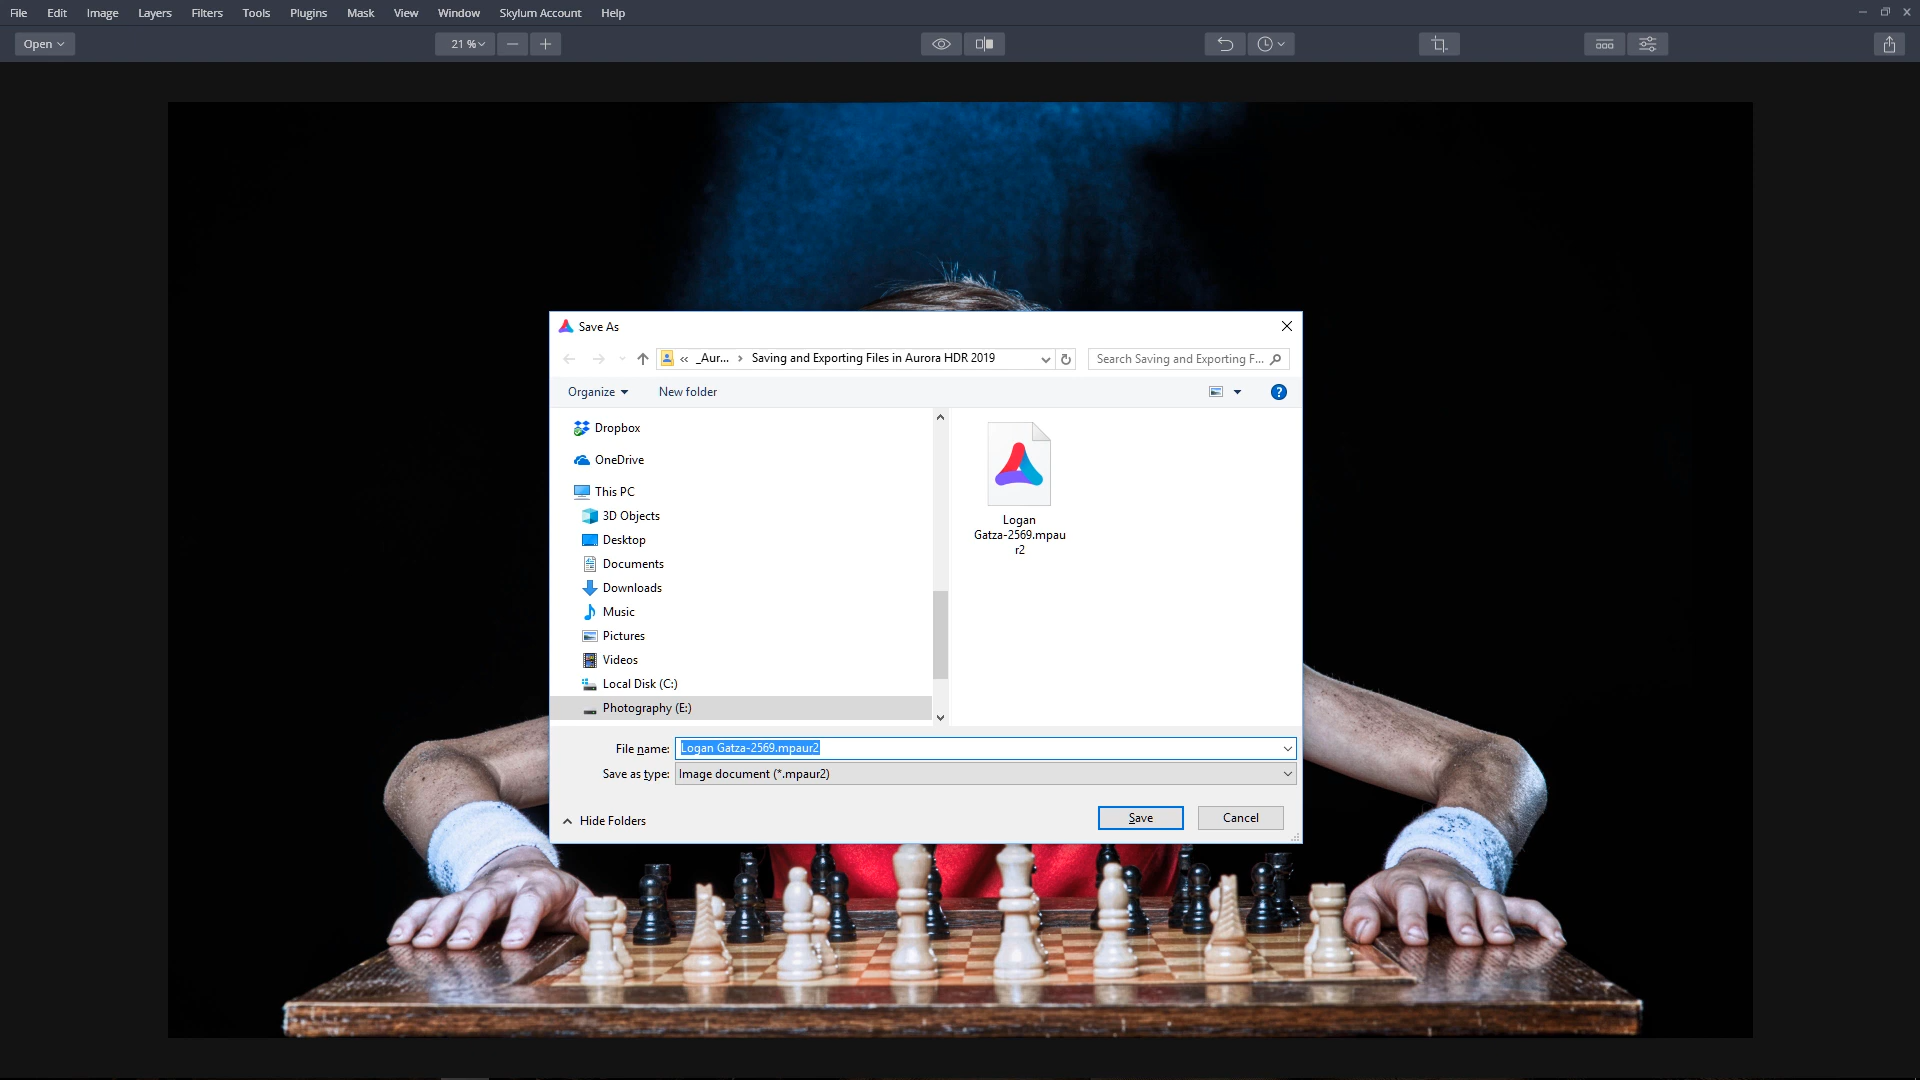 File Edit Image Layers Filters Tools Plugins Mask View Window Skylum Account Help
Open 21 %
Save As
« _Aur... › Saving and Exporting Files in Aurora HDR 2019 Search Saving and Exporting F...
Organize New folder
Dropbox
OneDrive
This PC
3D Objects
Desktop
Documents
Downloads
Music
Pictures
Videos
Local Disk (C:)
Photography (E:)
Logan
Gatza-2569.mpau
r2
File name: Logan Gatza-2569.mpaur2
Save as type: Image document (*.mpaur2)
Hide Folders Save Cancel